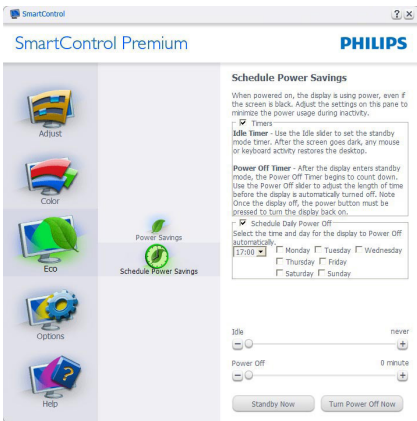 SmartControl
SmartControl Premium
PHILIPS
Adjust
Color
Eco
Options
Help
Power Savings
Schedule Power Savings
Schedule Power Savings
When powered on, the display is using power, even if
the screen is black. Adjust the settings on this pane to
minimize the power usage during inactivity.
Timers
Idle Timer - Use the Idle slider to set the standby
mode timer. After the screen goes dark, any mouse
or keyboard activity restores the desktop.
Power Off Timer - After the display enters standby
mode, the Power Off Timer begins to count down.
Use the Power Off slider to adjust the length of time
before the display is automatically turned off. Note
Once the display off, the power button must be
pressed to turn the display back on.
Schedule Daily Power Off
Select the time and day for the display to Power Off
automatically.
17:00 Monday Tuesday Wednesday
Thursday Friday
Saturday Sunday
Idle never
Power Off 0 minute
Standby Now Turn Power Off Now